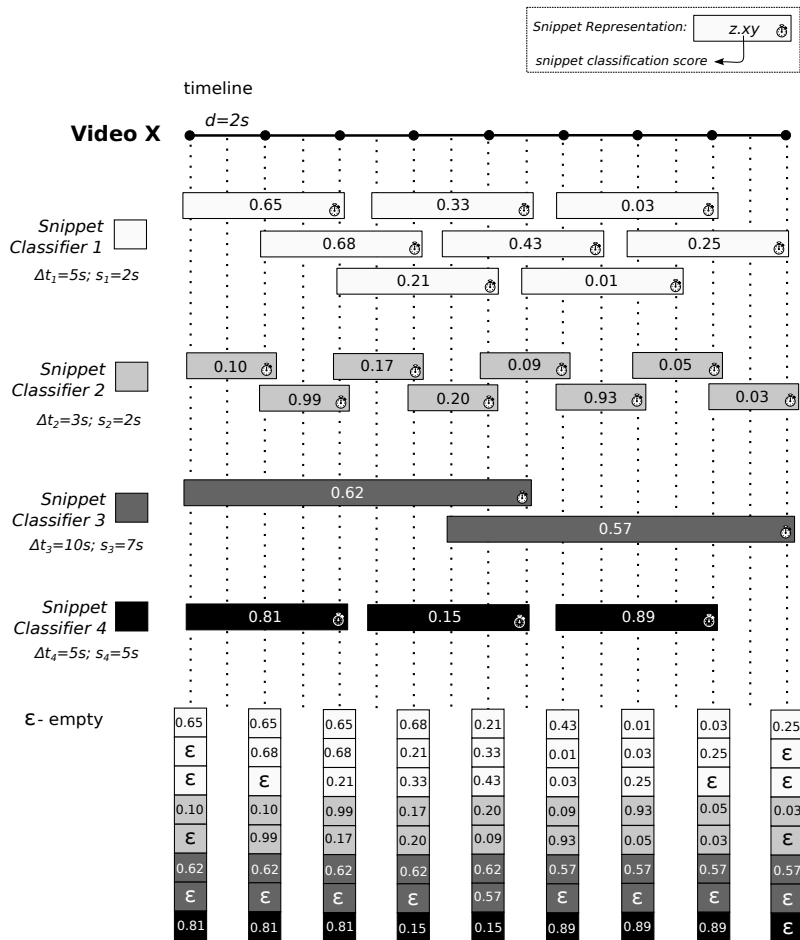 Snippet Representation: z.xy
snippet classification score
timeline
d=2s
Video X
0.65 0.33 0.03
Snippet
Classifier 1
0.68 0.43 0.25
Δt1=5s; s1=2s
0.21 0.01
0.10 0.17 0.09 0.05
Snippet
Classifier 2
0.99 0.20 0.93 0.03
Δt2=3s; s2=2s
0.62
Snippet
Classifier 3
0.57
Δt3=10s; s3=7s
Snippet
Classifier 4
0.81 0.15 0.89
Δt4=5s; s4=5s
ε- empty
0.65 0.65 0.65 0.68 0.21 0.43 0.01 0.03 0.25
ε 0.68 0.68 0.21 0.33 0.01 0.03 0.25 ε
ε ε 0.21 0.33 0.43 0.03 0.25 ε ε
0.10 0.10 0.99 0.17 0.20 0.09 0.93 0.05 0.03
ε 0.99 0.17 0.20 0.09 0.93 0.05 0.03 ε
0.62 0.62 0.62 0.62 0.62 0.57 0.57 0.57 0.57
ε ε ε ε 0.57 ε ε ε ε
0.81 0.81 0.81 0.15 0.15 0.89 0.89 0.89 ε